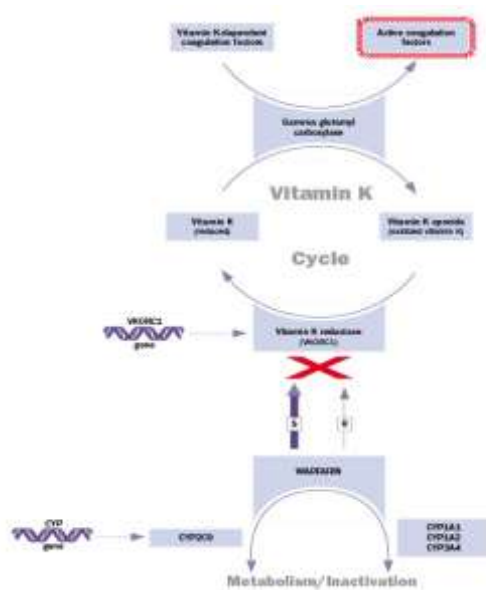 Vitamin K-dependent
coagulation factors
Active coagulation
factors
Gamma glutamyl
carboxylase
Vitamin K
Vitamin K
(reduced)
Vitamin K epoxide
(oxidized vitamin K)
Cycle
VKORC1
gene
Vitamin K reductase
(VKORC1)
S
R
WARFARIN
CYP
gene
CYP2C9
CYP1A1
CYP1A2
CYP3A4
Metabolism/Inactivation